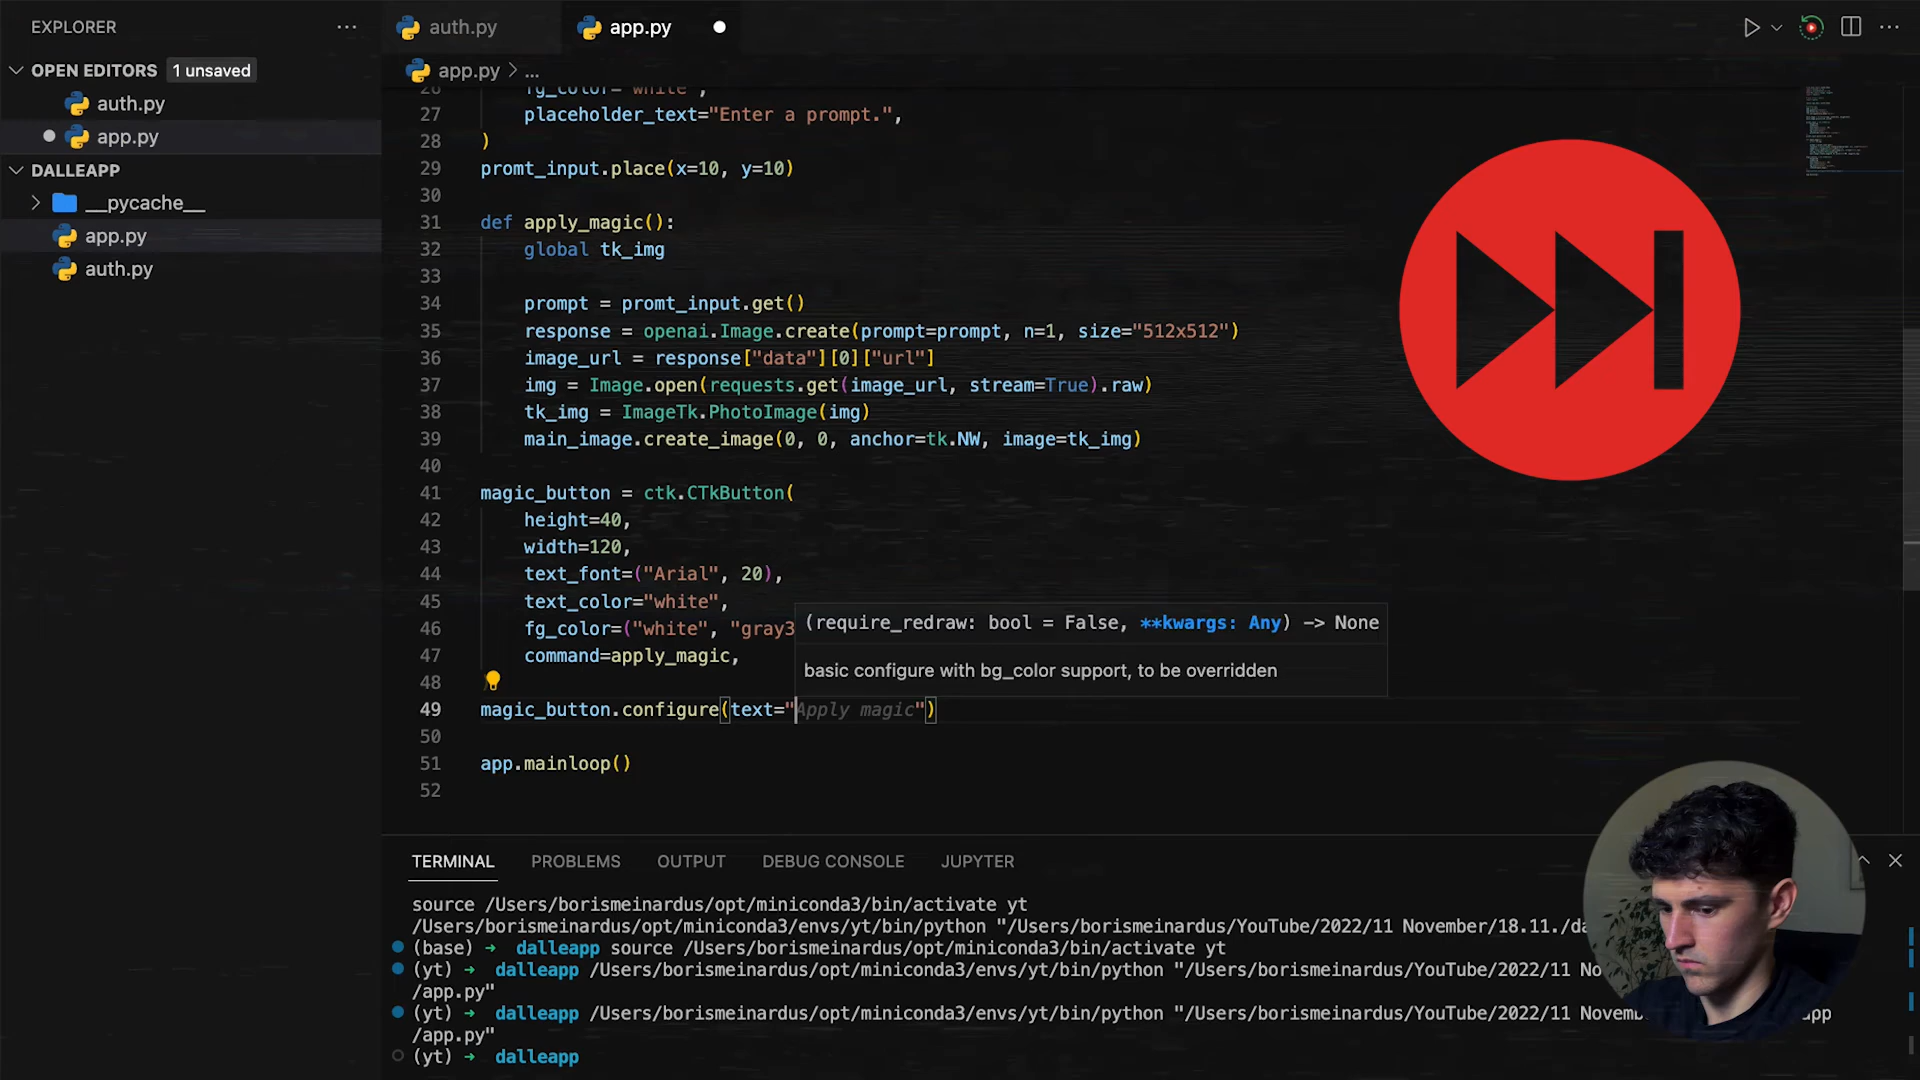 EXPLORER
OPEN EDITORS 1 unsaved
auth.py
app.py
DALLEAPP
__pycache__
app.py
auth.py
auth.py
app.py
app.py > ...
26 fg_color="white",
27 placeholder_text="Enter a prompt.",
28 )
29 promt_input.place(x=10, y=10)
30
31 def apply_magic():
32 global tk_img
33
34 prompt = promt_input.get()
35 response = openai.Image.create(prompt=prompt, n=1, size="512x512")
36 image_url = response["data"][0]["url"]
37 img = Image.open(requests.get(image_url, stream=True).raw)
38 tk_img = ImageTk.PhotoImage(img)
39 main_image.create_image(0, 0, anchor=tk.NW, image=tk_img)
40
41 magic_button = ctk.CTkButton(
42 height=40,
43 width=120,
44 text_font=("Arial", 20),
45 text_color="white",
46 fg_color=("white", "gray3
47 command=apply_magic,
48
49 magic_button.configure(text="Apply magic")
50
51 app.mainloop()
52
(require_redraw: bool = False, **kwargs: Any) -> None
basic configure with bg_color support, to be overridden
TERMINAL PROBLEMS OUTPUT DEBUG CONSOLE JUPYTER
source /Users/borismeinardus/opt/miniconda3/bin/activate yt
/Users/borismeinardus/opt/miniconda3/envs/yt/bin/python "/Users/borismeinardus/YouTube/2022/11 November/18.11./da
(base) ➜ dalleapp source /Users/borismeinardus/opt/miniconda3/bin/activate yt
(yt) ➜ dalleapp /Users/borismeinardus/opt/miniconda3/envs/yt/bin/python "/Users/borismeinardus/YouTube/2022/11 No
/app.py"
(yt) ➜ dalleapp /Users/borismeinardus/opt/miniconda3/envs/yt/bin/python "/Users/borismeinardus/YouTube/2022/11 Novemb app
/app.py"
(yt) ➜ dalleapp